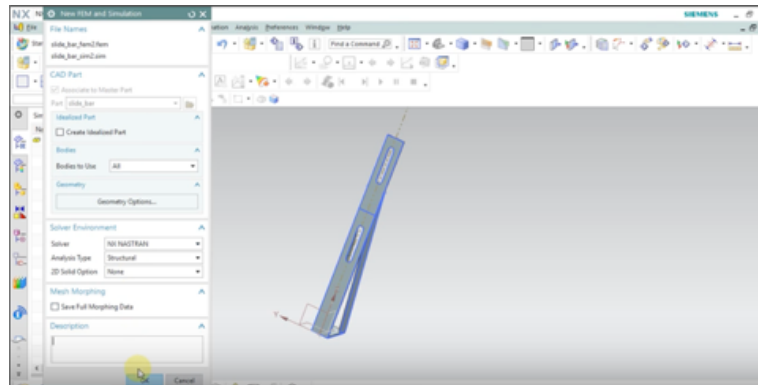 NX
New FEM and Simulation
SIEMENS
File Names
slide_bar_fem2.fem
slide_bar_sim2.sim
CAD Part
Associate to Master Part
Part slide_bar
Idealized Part
Create Idealized Part
Bodies
Bodies to Use All
Geometry
Geometry Options...
Solver Environment
Solver NX NASTRAN
Analysis Type Structural
2D Solid Option None
Mesh Morphing
Save Full Morphing Data
Description
OK Cancel
Analysis Preferences Window Help
Find a Command